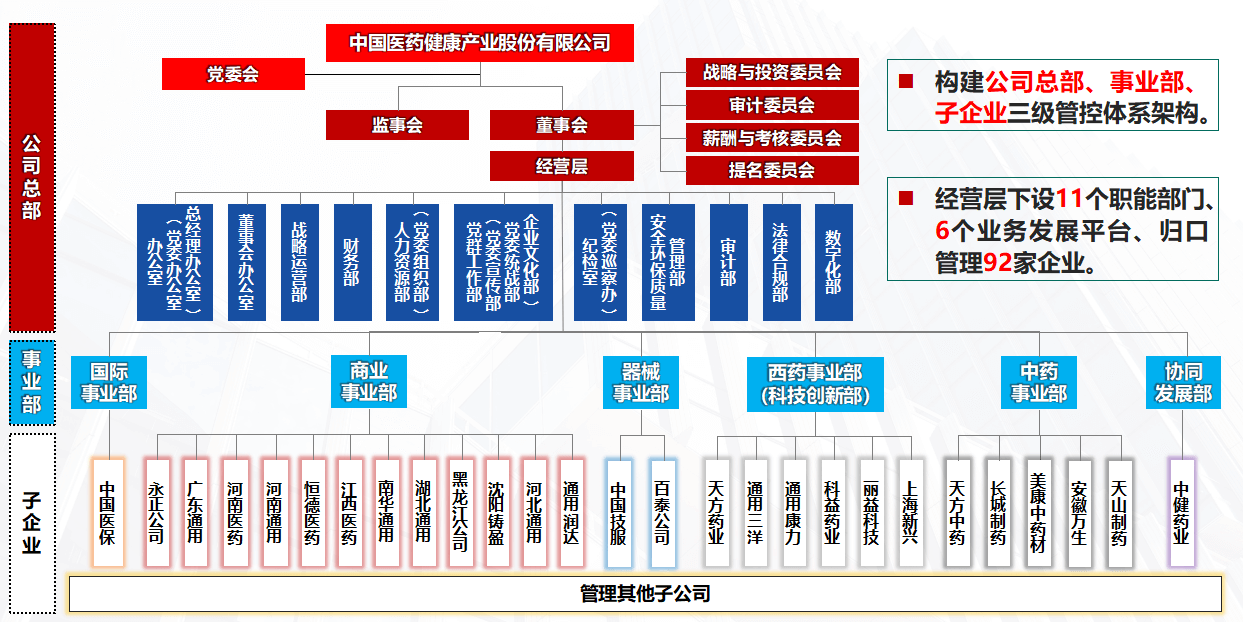 公司总部
事业部
子企业
中国医药健康产业股份有限公司
党委会
监事会
董事会
经营层
战略与投资委员会
审计委员会
薪酬与考核委员会
提名委员会
■ 构建公司总部、事业部、
子企业三级管控体系架构。
■ 经营层下设11个职能部门、
6个业务发展平台、归口
管理92家企业。
总经理办公室
（党委办公室）
办公室
董事会办公室
战略运营部
财务部
（党委组织部）
人力资源部
企业文化部）
党委统战部
（党委宣传部
党群工作部
（党委巡察办）
纪检室
管理部
安全环保质量
审计部
法律合规部
数字化部
国际
事业部
商业
事业部
器械
事业部
西药事业部
（科技创新部）
中药
事业部
协同
发展部
中国医保
永正公司
广东通用
河南医药
河南通用
恒德医药
江西医药
南华通用
湖北通用
黑龙江公司
沈阳铸盈
河北通用
通用润达
中国技服
百泰公司
天方药业
通用三洋
通用康力
科益药业
丽益科技
上海新兴
天方中药
长城制药
美康中药材
安徽万生
天山制药
中健药业
管理其他子公司